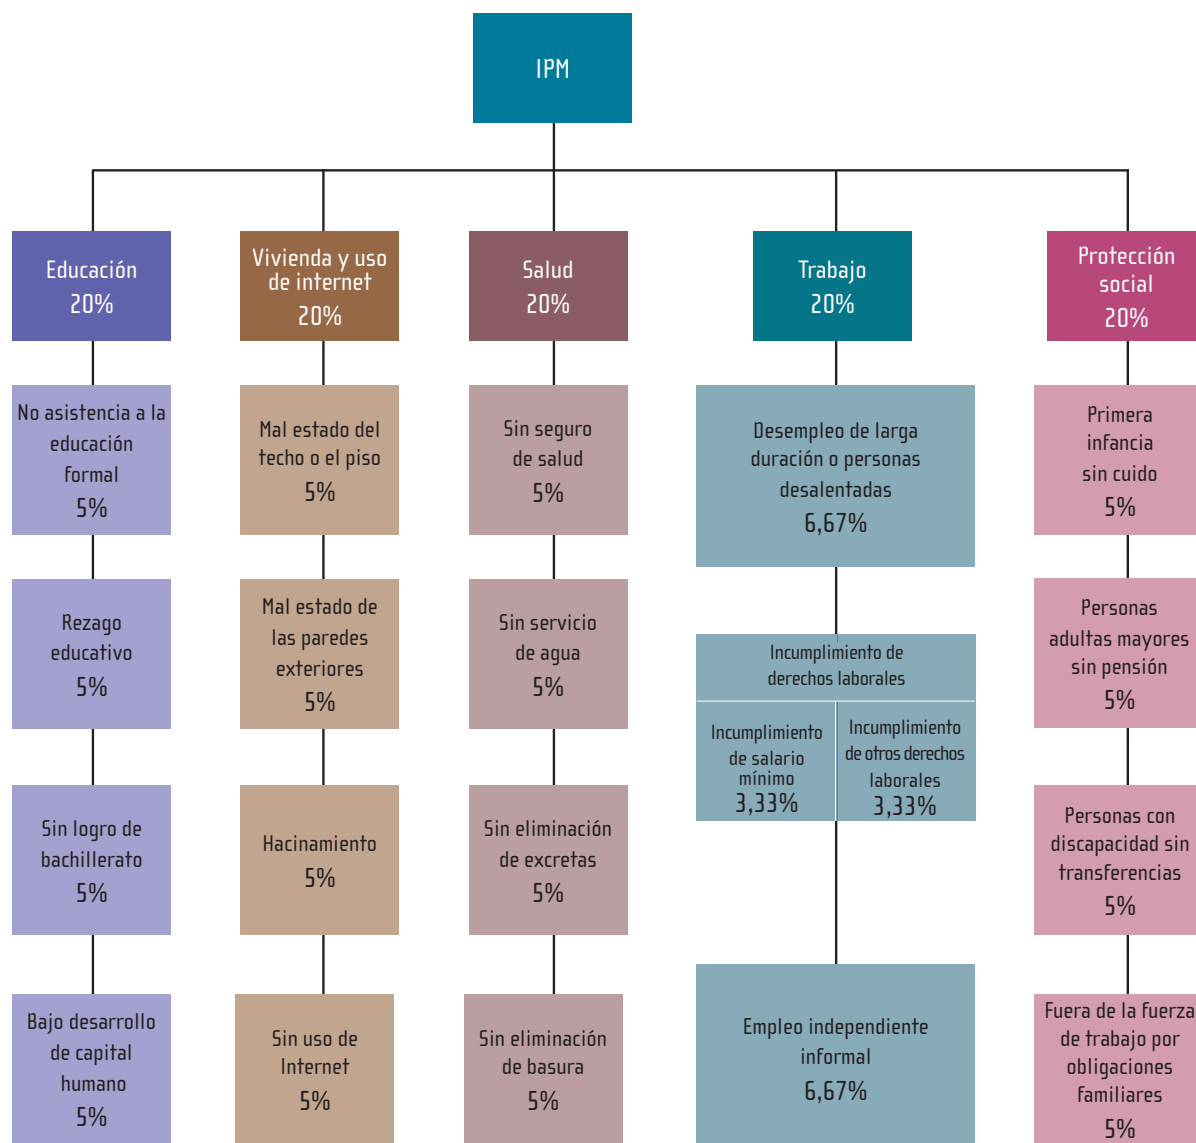 IPM
Educación
20%
Vivienda y uso
de internet
20%
Salud
20%
Trabajo
20%
Protección
social
20%
No asistencia a la
educación
formal
5%
Mal estado del
techo o el piso
5%
Sin seguro
de salud
5%
Desempleo de larga
duración o personas
desalentadas
6,67%
Primera
infancia
sin cuido
5%
Rezago
educativo
5%
Mal estado de
las paredes
exteriores
5%
Sin servicio
de agua
5%
Incumplimiento de
derechos laborales
Incumplimiento
de salario
mínimo
3,33%
Incumplimiento
de otros derechos
laborales
3,33%
Personas
adultas mayores
sin pensión
5%
Sin logro de
bachillerato
5%
Hacinamiento
5%
Sin eliminación
de excretas
5%
Personas con
discapacidad sin
transferencias
5%
Bajo desarrollo
de capital
humano
5%
Sin uso de
Internet
5%
Sin eliminación
de basura
5%
Empleo independiente
informal
6,67%
Fuera de la fuerza
de trabajo por
obligaciones
familiares
5%